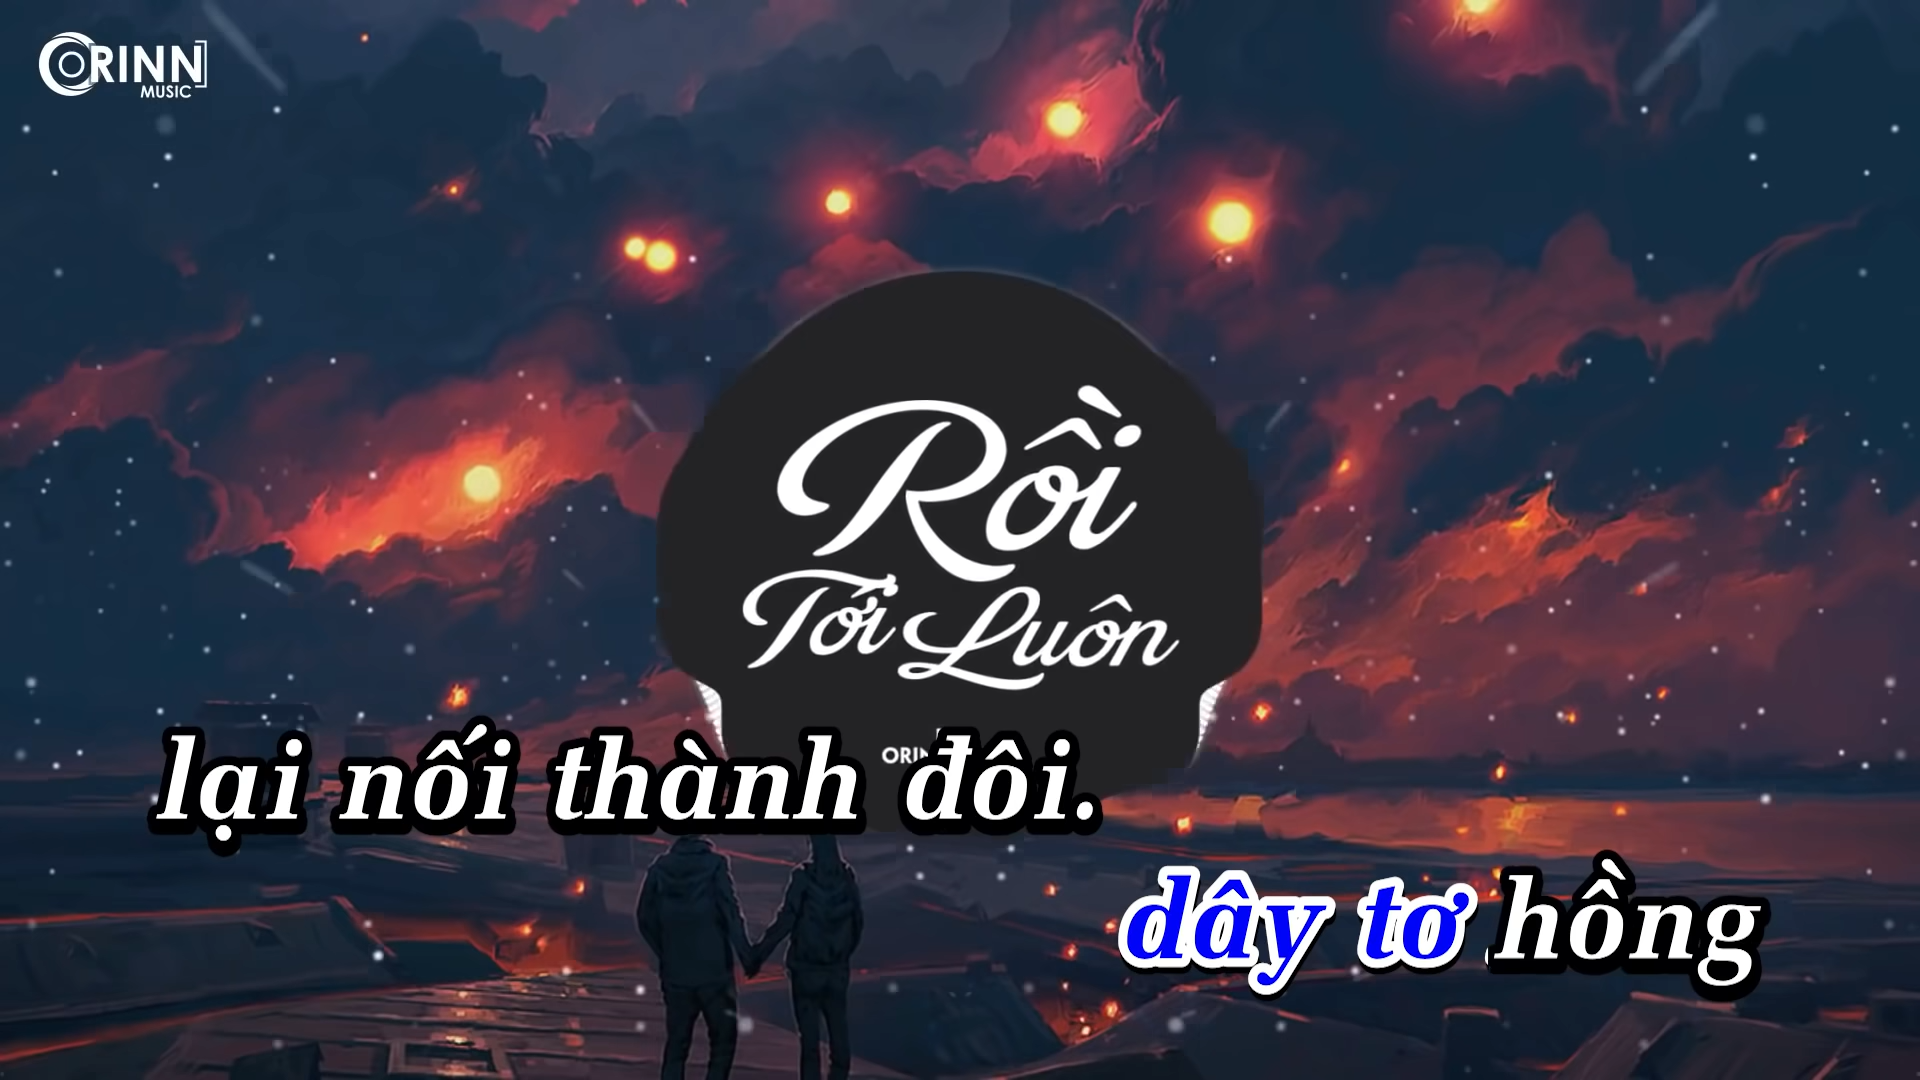 ORINN
MUSIC
Rồi
Tới Luôn
lại nối thành đôi.
dây tơ hồng